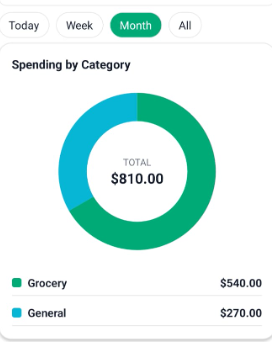 Today Week Month All
Spending by Category
TOTAL
$810.00
Grocery $540.00
General $270.00